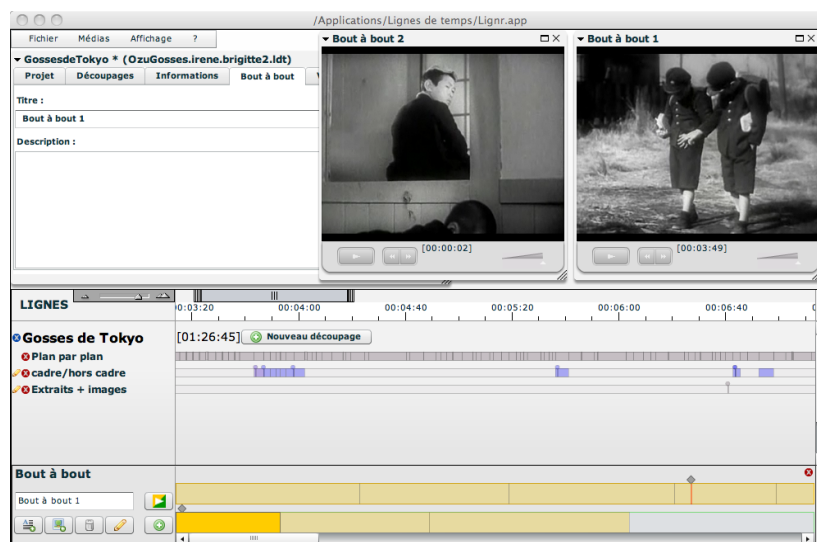 /Applications/Lignes de temps/Lignr.app
Fichier Médias Affichage ?
GossesdeTokyo * (OzuGosses.irene.brigitte2.ldt)
Projet Découpages Informations Bout à bout
Titre :
Bout à bout 1
Description :
Bout à bout 2
[00:00:02]
Bout à bout 1
[00:03:49]
LIGNES
0:03:20 00:04:00 00:04:40 00:05:20 00:06:00 00:06:40
Gosses de Tokyo [01:26:45] Nouveau découpage
Plan par plan
cadre/hors cadre
Extraits + images
Bout à bout
Bout à bout 1